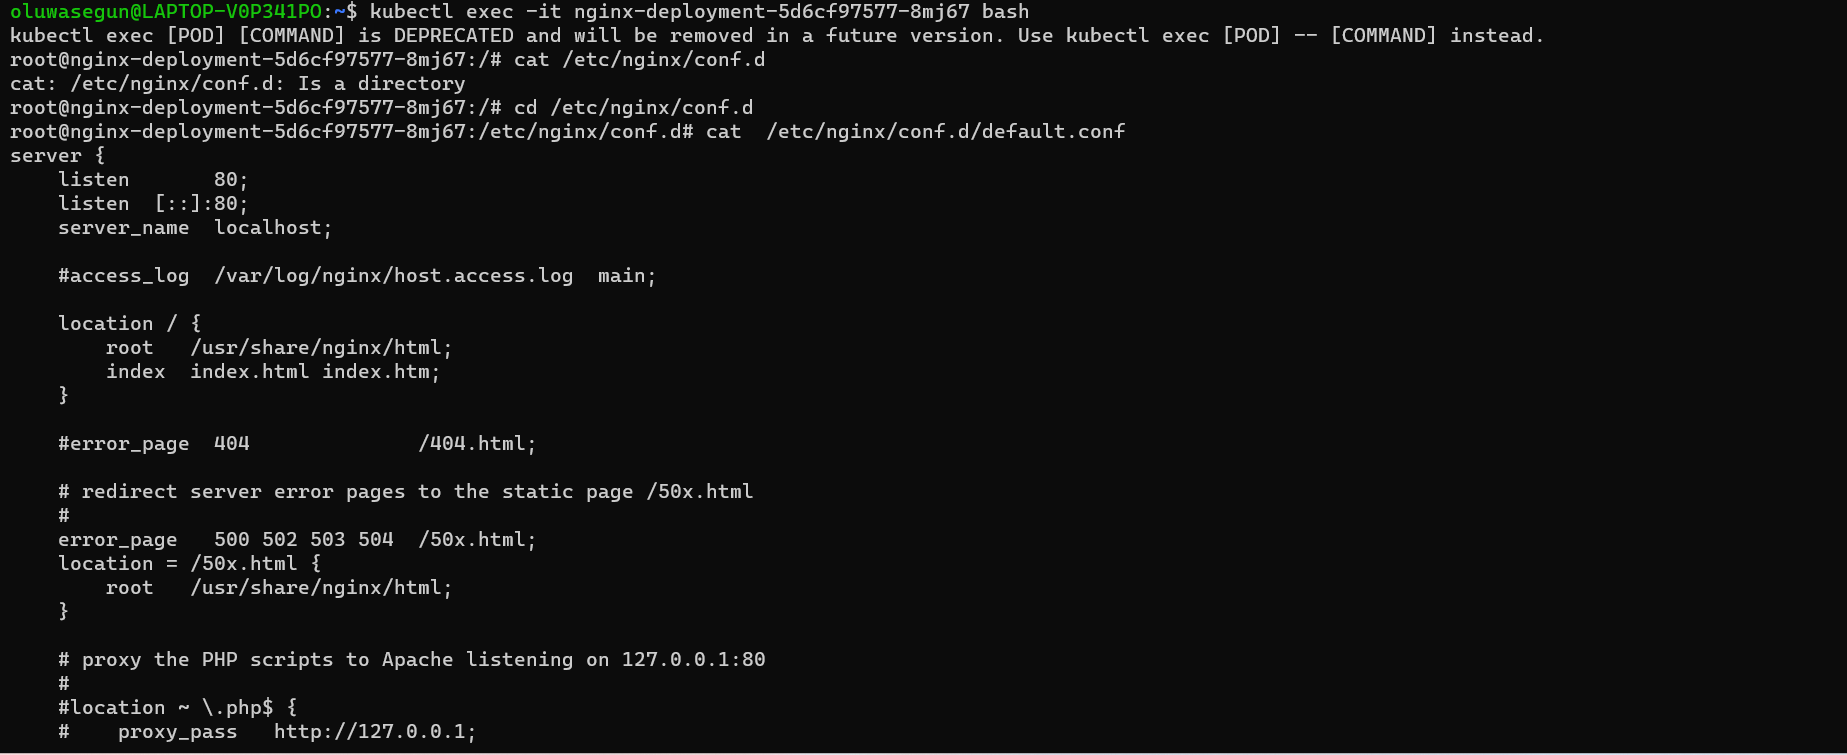 oluwasegun@LAPTOP-V0P341PO:~$ kubectl exec -it nginx-deployment-5d6cf97577-8mj67 bash
kubectl exec [POD] [COMMAND] is DEPRECATED and will be removed in a future version. Use kubectl exec [POD] -- [COMMAND] instead.
root@nginx-deployment-5d6cf97577-8mj67:/# cat /etc/nginx/conf.d
cat: /etc/nginx/conf.d: Is a directory
root@nginx-deployment-5d6cf97577-8mj67:/# cd /etc/nginx/conf.d
root@nginx-deployment-5d6cf97577-8mj67:/etc/nginx/conf.d# cat  /etc/nginx/conf.d/default.conf
server {
    listen       80;
    listen  [::]:80;
    server_name  localhost;

    #access_log  /var/log/nginx/host.access.log  main;

    location / {
        root   /usr/share/nginx/html;
        index  index.html index.htm;
    }

    #error_page  404              /404.html;

    # redirect server error pages to the static page /50x.html
    #
    error_page   500 502 503 504  /50x.html;
    location = /50x.html {
        root   /usr/share/nginx/html;
    }

    # proxy the PHP scripts to Apache listening on 127.0.0.1:80
    #
    #location ~ \.php$ {
    #    proxy_pass   http://127.0.0.1;